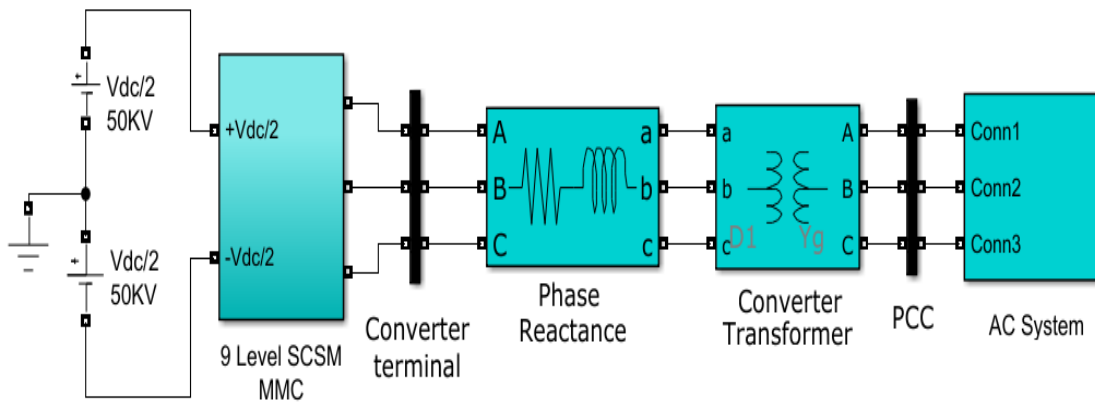 Vdc/2
50KV
+Vdc/2
-Vdc/2
Vdc/2
50KV
9 Level SCSM
MMC
Converter
terminal
A
B
C
a
b
c
Phase
Reactance
a
b
c
D1
Yg
A
B
C
Converter
Transformer
PCC
Conn1
Conn2
Conn3
AC System